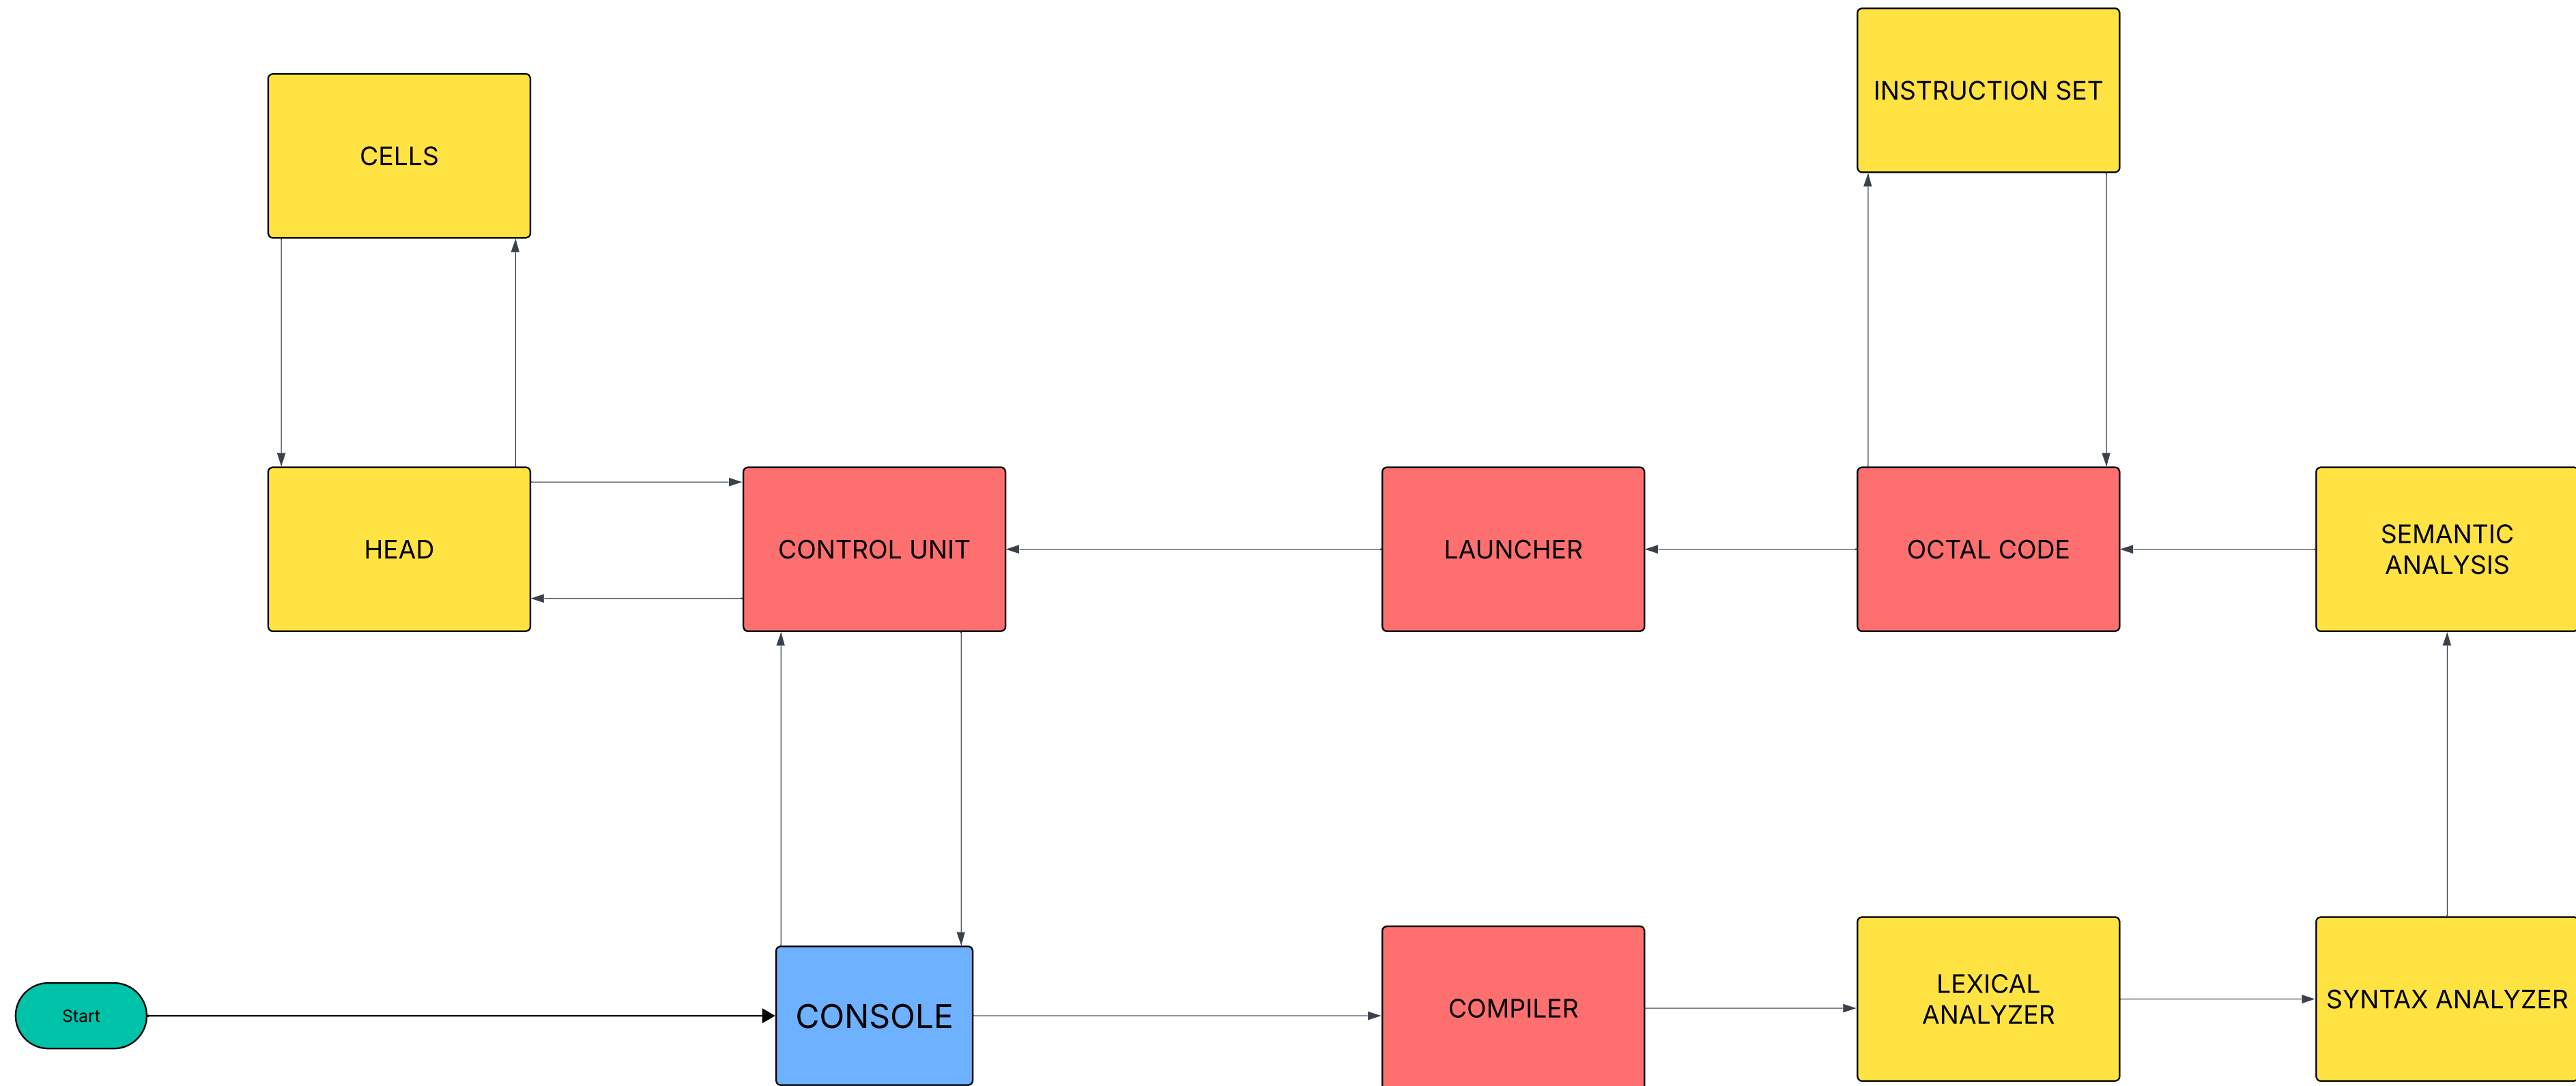 INSTRUCTION SET
CELLS
HEAD
CONTROL UNIT
LAUNCHER
OCTAL CODE
SEMANTIC
ANALYSIS
Start
CONSOLE
COMPILER
LEXICAL
ANALYZER
SYNTAX ANALYZER